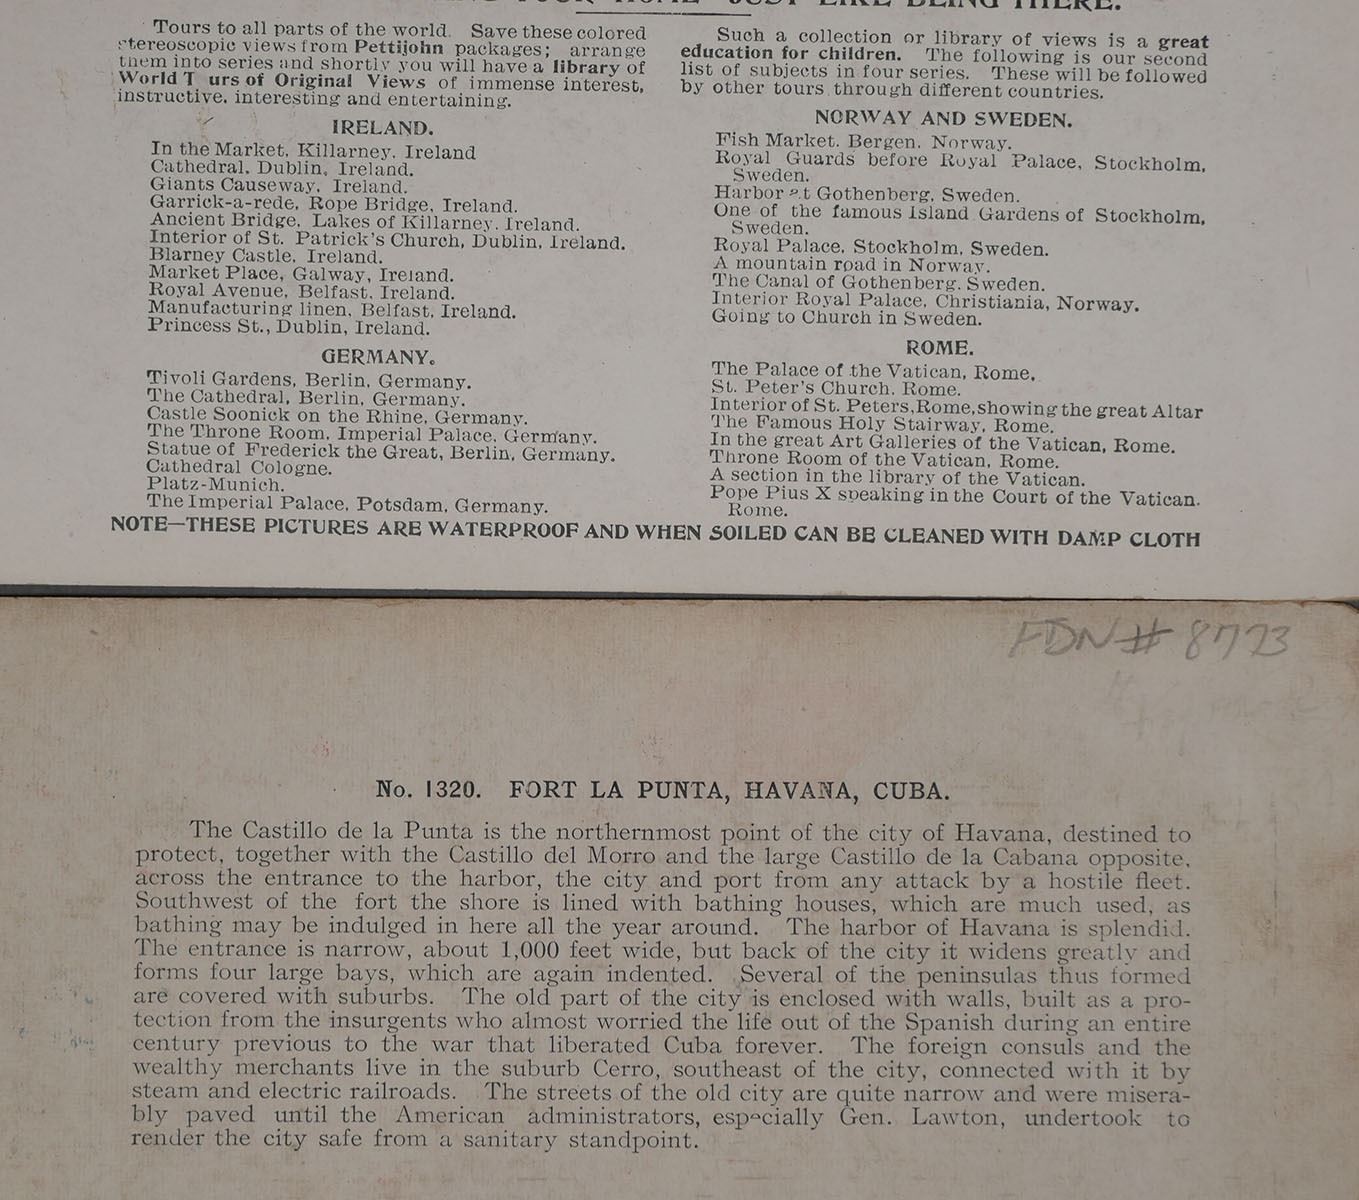 YOUR HOME "JUST LIKE BEING THERE."
Tours to all parts of the world. Save these colored
stereoscopic views from Pettijohn packages; arrange
them into series and shortly you will have a library of
World T urs of Original Views of immense interest,
instructive, interesting and entertaining.
IRELAND.
In the Market, Killarney, Ireland
Cathedral, Dublin, Ireland.
Giants Causeway, Ireland.
Garrick-a-rede, Rope Bridge, Ireland.
Ancient Bridge, Lakes of Killarney, Ireland.
Interior of St. Patrick's Church, Dublin, Ireland.
Blarney Castle, Ireland.
Market Place, Galway, Ireland.
Royal Avenue, Belfast, Ireland.
Manufacturing linen, Belfast, Ireland.
Princess St., Dublin, Ireland.
GERMANY.
Tivoli Gardens, Berlin, Germany.
The Cathedral, Berlin, Germany.
Castle Soonick on the Rhine, Germany.
The Throne Room, Imperial Palace, Germany.
Statue of Frederick the Great, Berlin, Germany.
Cathedral Cologne.
Platz-Munich.
The Imperial Palace, Potsdam, Germany.
Such a collection or library of views is a great
education for children. The following is our second
list of subjects in four series. These will be followed
by other tours through different countries.
NORWAY AND SWEDEN.
Fish Market, Bergen, Norway.
Royal Guards before Royal Palace, Stockholm,
Sweden.
Harbor at Gothenberg, Sweden.
One of the famous Island Gardens of Stockholm,
Sweden.
Royal Palace, Stockholm, Sweden.
A mountain road in Norway.
The Canal of Gothenberg, Sweden.
Interior Royal Palace, Christiania, Norway.
Going to Church in Sweden.
ROME.
The Palace of the Vatican, Rome,
St. Peter's Church, Rome.
Interior of St. Peters, Rome, showing the great Altar
The Famous Holy Stairway, Rome.
In the great Art Galleries of the Vatican, Rome.
Throne Room of the Vatican, Rome.
A section in the library of the Vatican.
Pope Pius X speaking in the Court of the Vatican.
Rome.
NOTE—THESE PICTURES ARE WATERPROOF AND WHEN SOILED CAN BE CLEANED WITH DAMP CLOTH
FDN # 8773
No. 1320. FORT LA PUNTA, HAVANA, CUBA.
The Castillo de la Punta is the northernmost point of the city of Havana, destined to
protect, together with the Castillo del Morro and the large Castillo de la Cabana opposite,
across the entrance to the harbor, the city and port from any attack by a hostile fleet.
Southwest of the fort the shore is lined with bathing houses, which are much used, as
bathing may be indulged in here all the year around. The harbor of Havana is splendid.
The entrance is narrow, about 1,000 feet wide, but back of the city it widens greatly and
forms four large bays, which are again indented. Several of the peninsulas thus formed
are covered with suburbs. The old part of the city is enclosed with walls, built as a pro-
tection from the insurgents who almost worried the life out of the Spanish during an entire
century previous to the war that liberated Cuba forever. The foreign consuls and the
wealthy merchants live in the suburb Cerro, southeast of the city, connected with it by
steam and electric railroads. The streets of the old city are quite narrow and were misera-
bly paved until the American administrators, especially Gen. Lawton, undertook to
render the city safe from a sanitary standpoint.